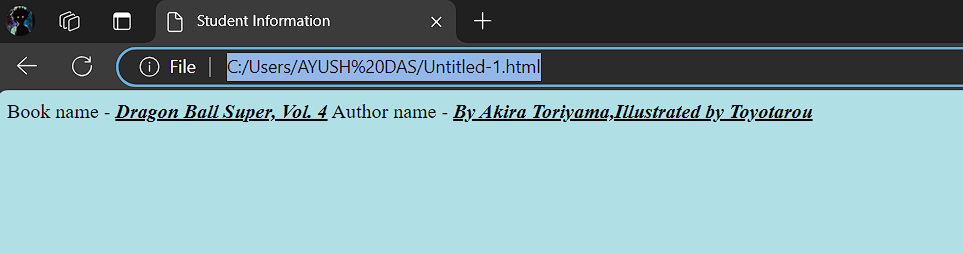 Student Information
File C:/Users/AYUSH%20DAS/Untitled-1.html
Book name - Dragon Ball Super, Vol. 4 Author name - By Akira Toriyama,Illustrated by Toyotarou